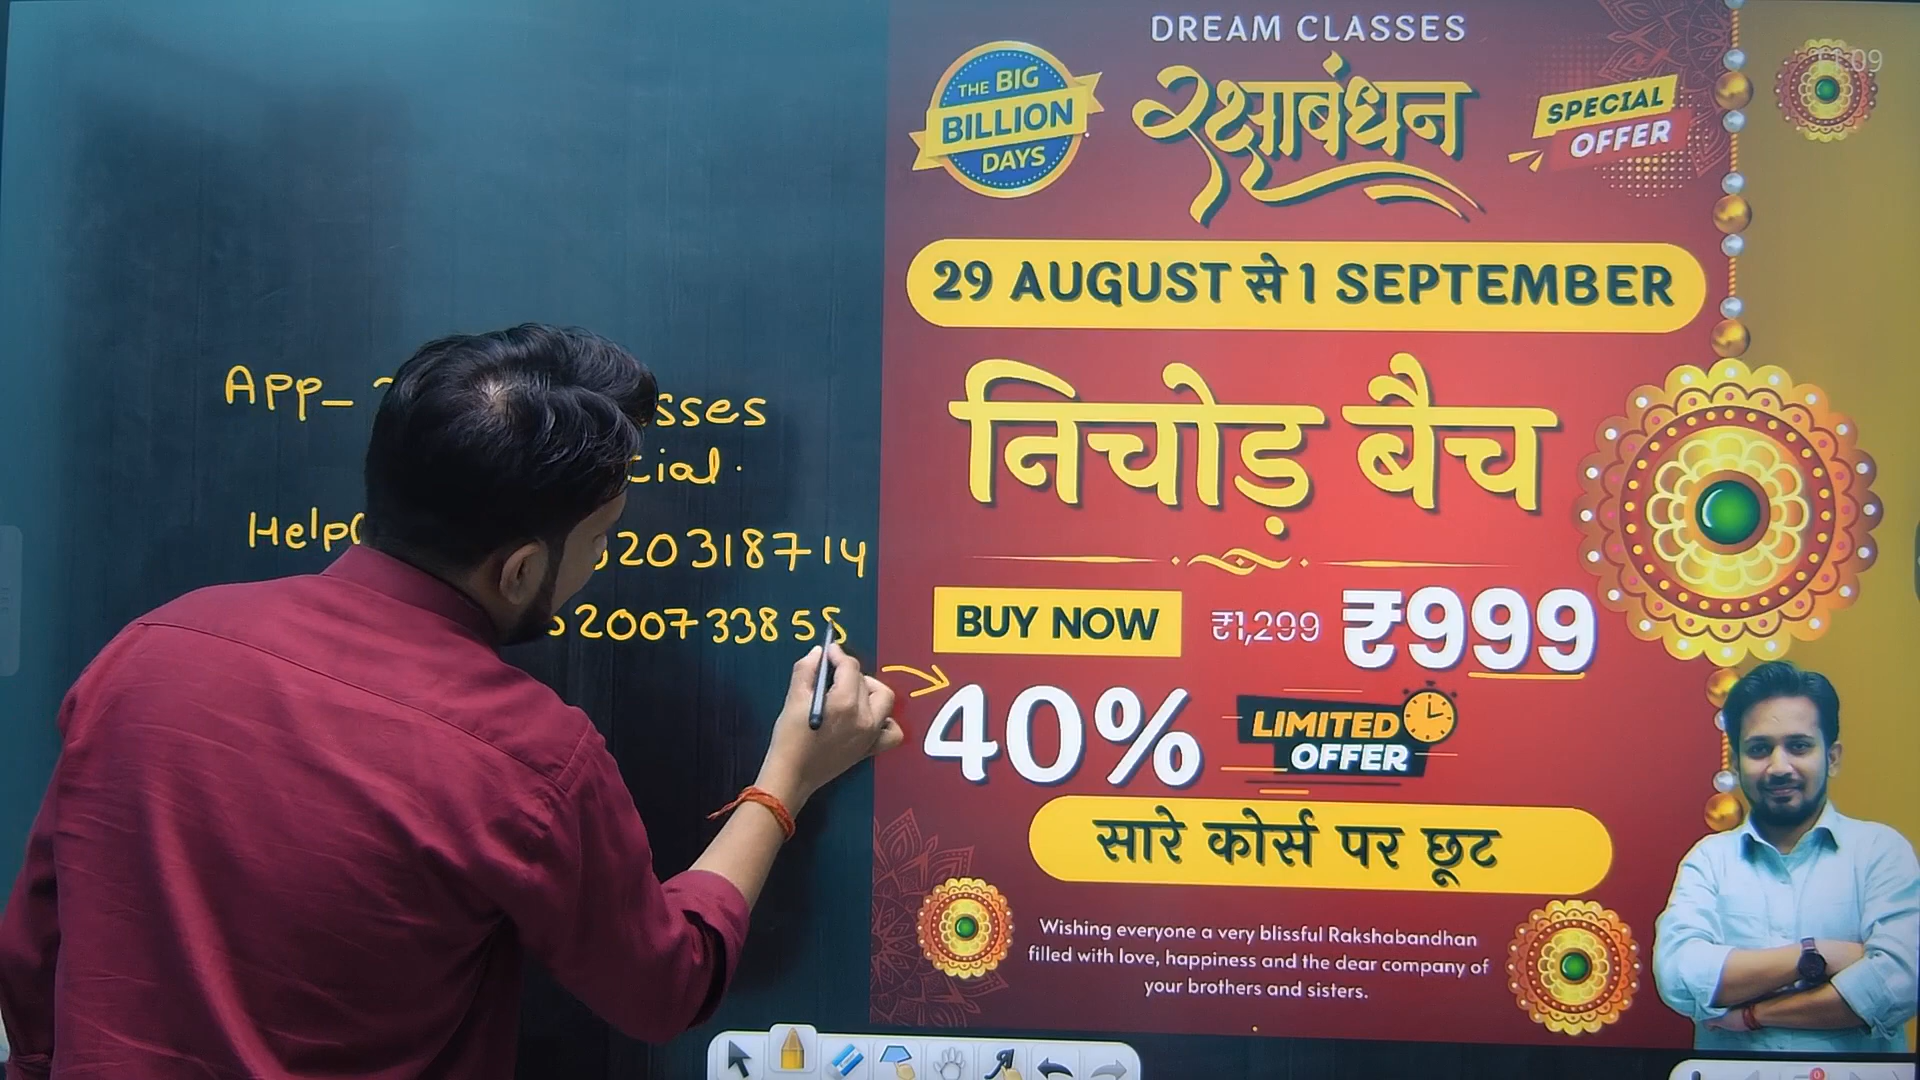 App_
sses
cial.
Help
20318714
200733855
DREAM CLASSES
THE BIG
BILLION
DAYS
रक्षाबंधन
SPECIAL
OFFER
11:09
29 AUGUST से 1 SEPTEMBER
निचोड़ बैच
BUY NOW ₹1,299 ₹999
40% LIMITED
OFFER
सारे कोर्स पर छूट
Wishing everyone a very blissful Rakshabandhan
filled with love, happiness and the dear company of
your brothers and sisters.